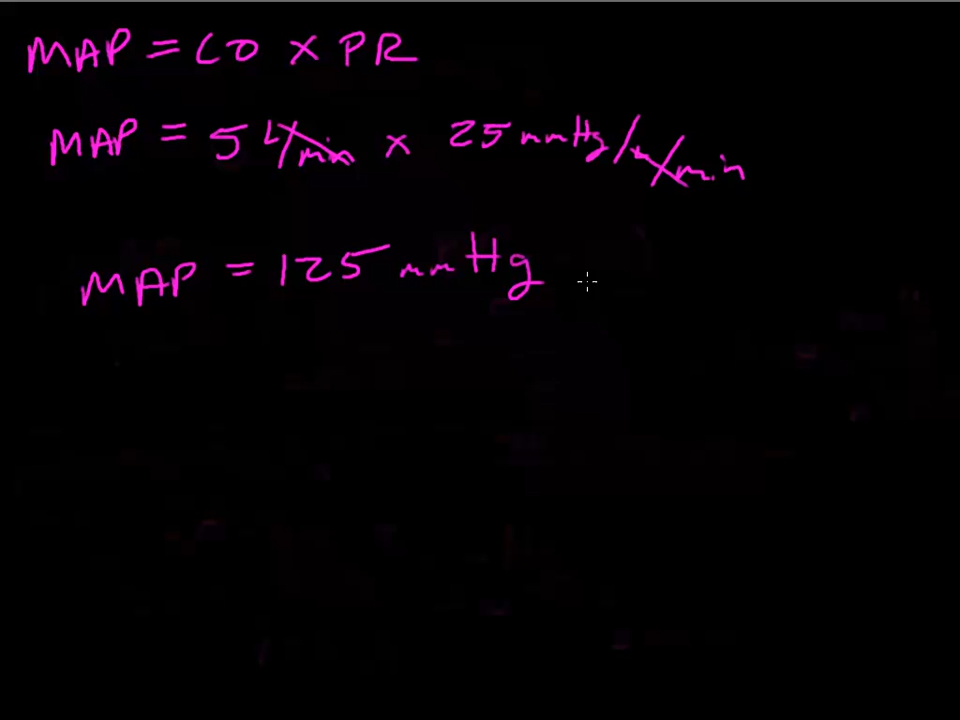 MAP = CO X PR
MAP = 5 L/min x 25 mmHg/L/min
MAP = 125 mmHg